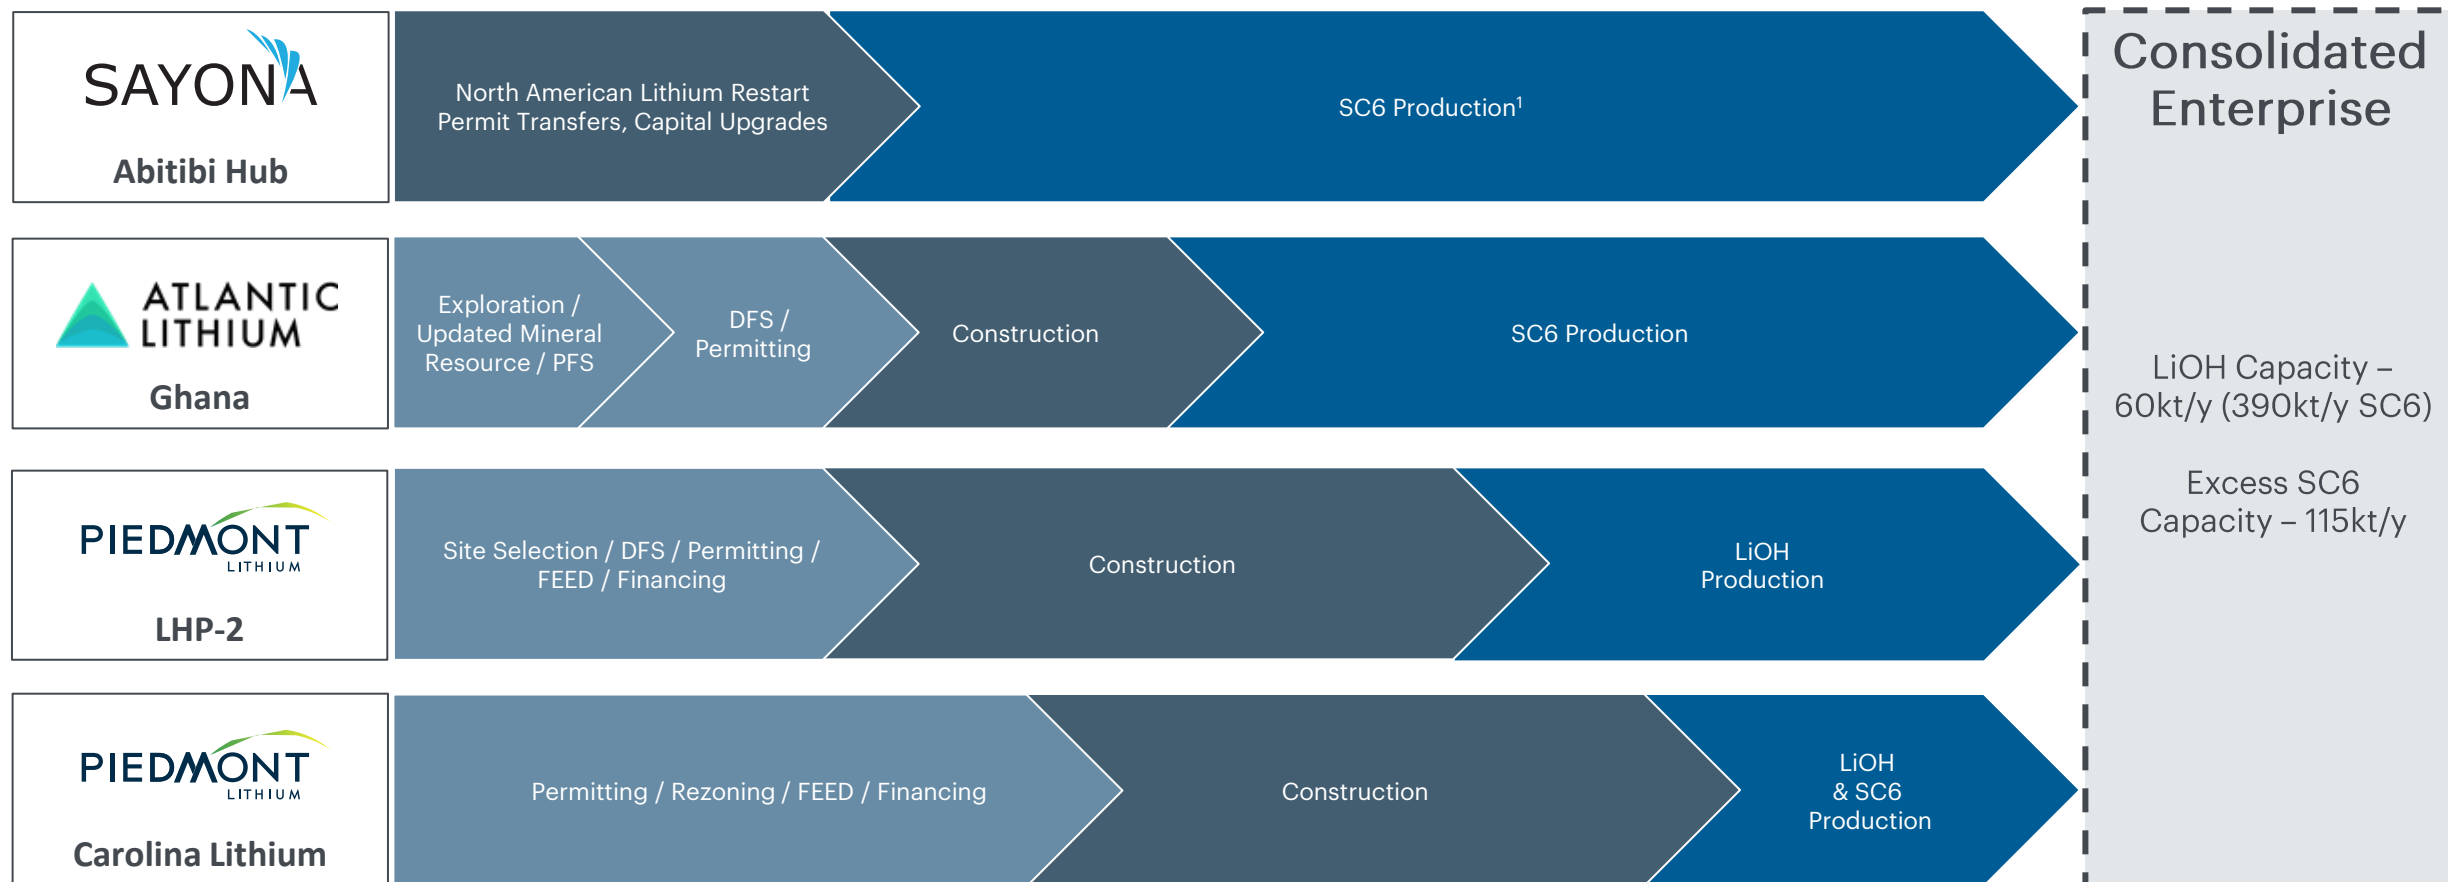 SAYONA
Abitibi Hub
North American Lithium Restart
Permit Transfers, Capital Upgrades
SC6 Production¹
ATLANTIC
LITHIUM
Ghana
Exploration /
Updated Mineral
Resource / PFS
DFS /
Permitting
Construction
SC6 Production
PIEDMONT
LITHIUM
LHP-2
Site Selection / DFS / Permitting /
FEED / Financing
Construction
LiOH
Production
PIEDMONT
LITHIUM
Carolina Lithium
Permitting / Rezoning / FEED / Financing
Construction
LiOH
& SC6
Production
Consolidated
Enterprise
LiOH Capacity –
60kt/y (390kt/y SC6)
Excess SC6
Capacity – 115kt/y